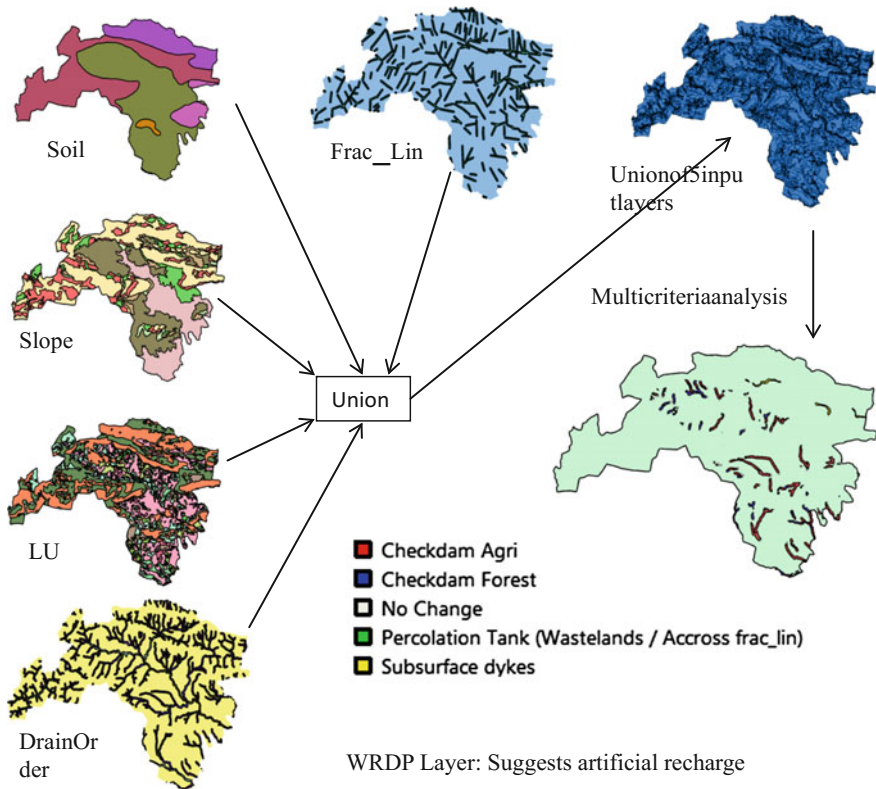 Soil
Frac_Lin
Unionof5inpu
tlayers
Slope
Multicriteriaanalysis
Union
LU
Checkdam Agri
Checkdam Forest
No Change
Percolation Tank (Wastelands / Accross frac_lin)
Subsurface dykes
DrainOr
der
WRDP Layer: Suggests artificial recharge